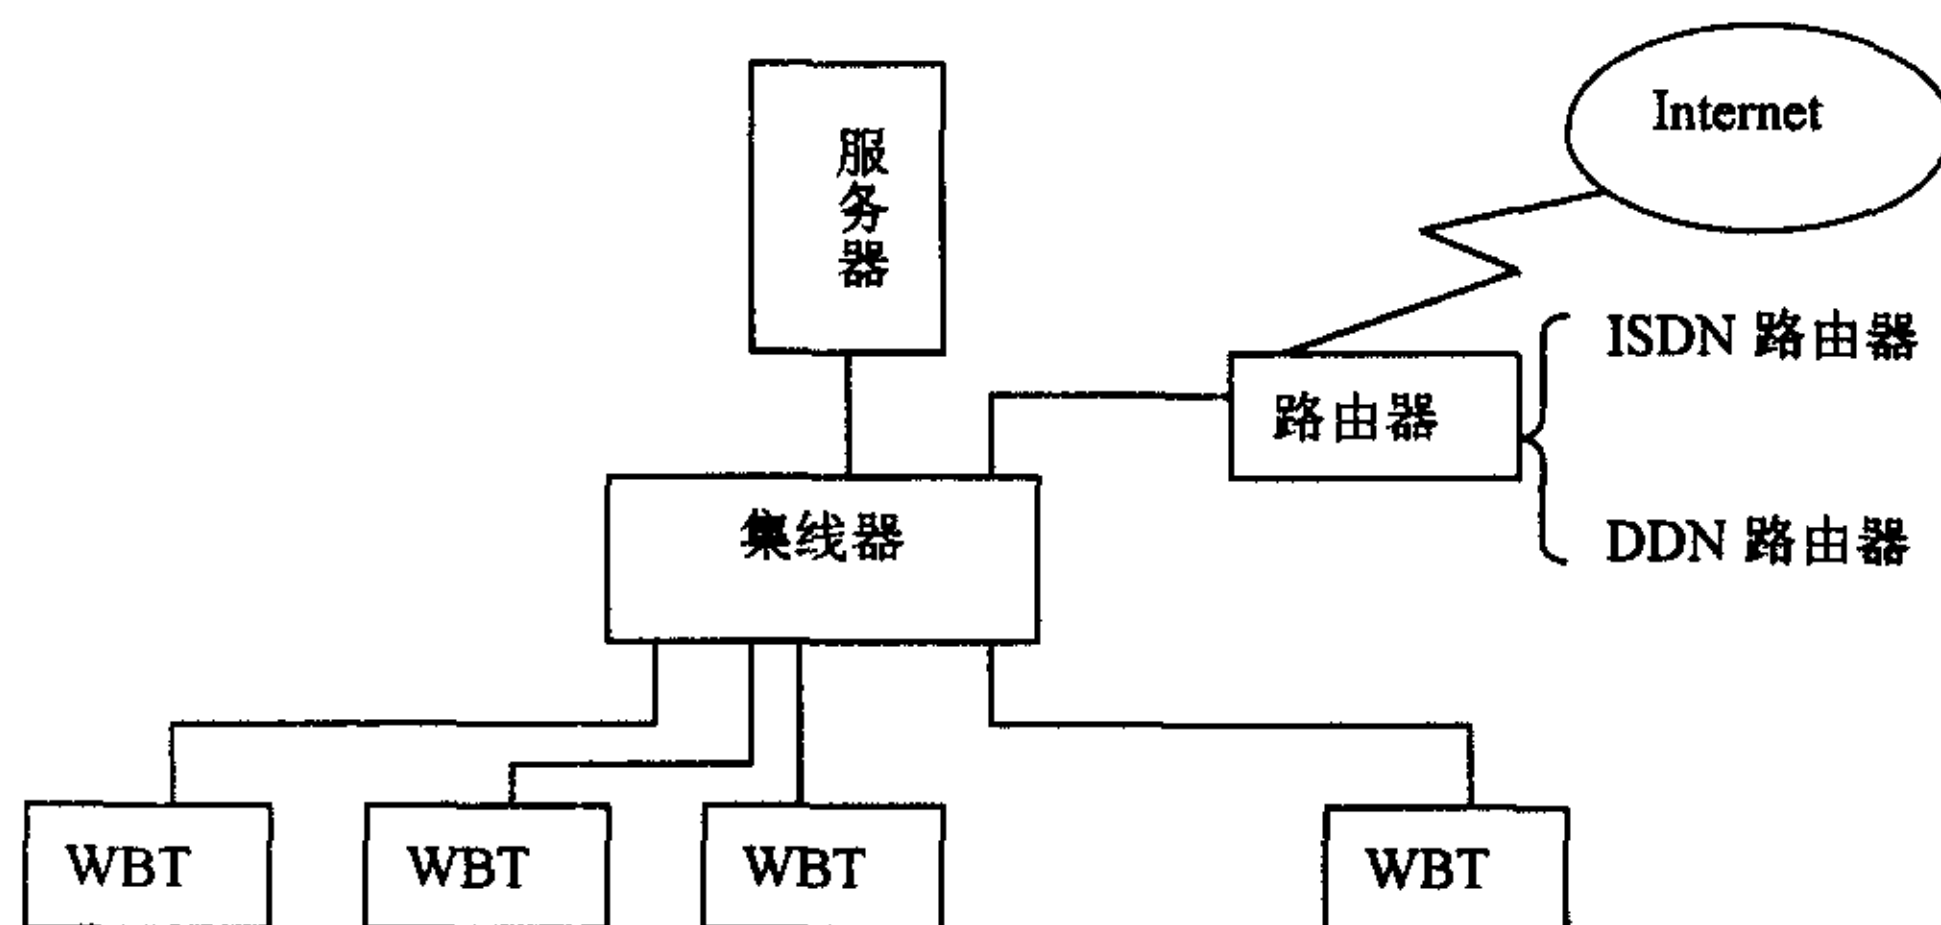 服务器
Internet
ISDN 路由器
路由器
DDN 路由器
集线器
WBT
WBT
WBT
WBT